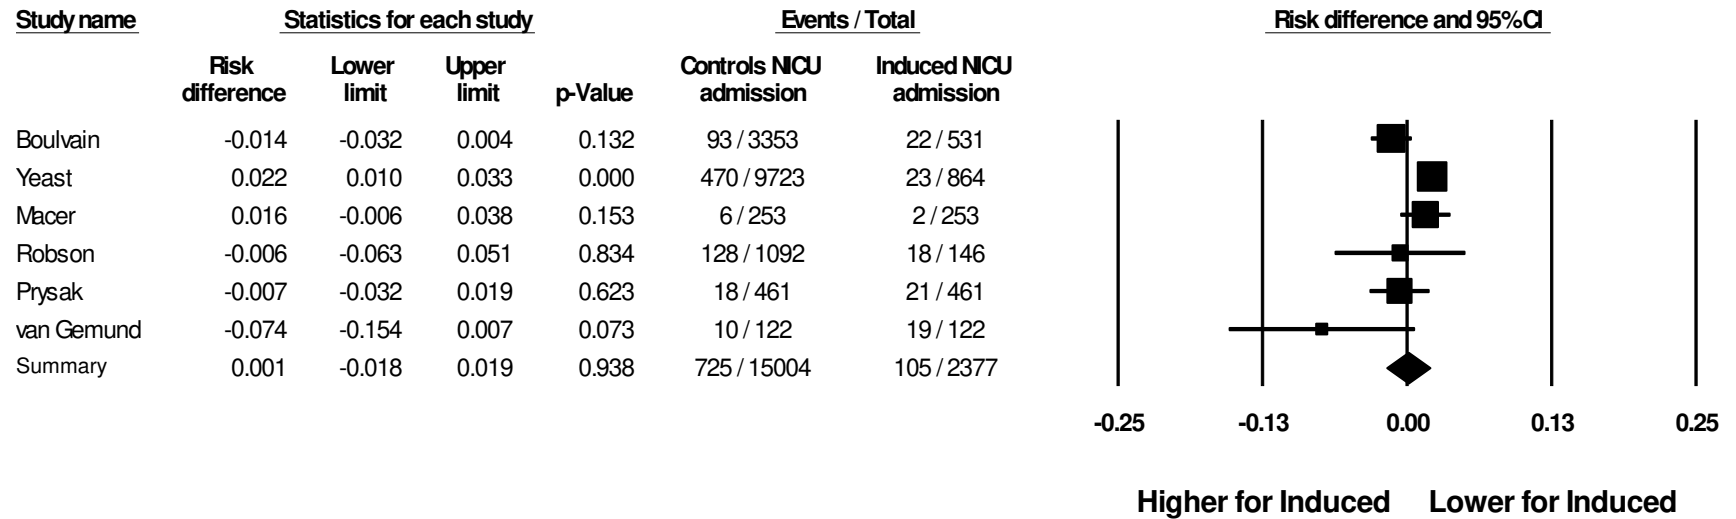 Study name Statistics for each study Events / Total Risk difference and 95% CI
Risk Lower Upper Controls NICU Induced NICU
difference limit limit p-Value admission admission
Boulvain -0.014 -0.032 0.004 0.132 93 / 3353 22 / 531
Yeast 0.022 0.010 0.033 0.000 470 / 9723 23 / 864
Macer 0.016 -0.006 0.038 0.153 6 / 253 2 / 253
Robson -0.006 -0.063 0.051 0.834 128 / 1092 18 / 146
Prysak -0.007 -0.032 0.019 0.623 18 / 461 21 / 461
van Gemund -0.074 -0.154 0.007 0.073 10 / 122 19 / 122
Summary 0.001 -0.018 0.019 0.938 725 / 15004 105 / 2377
-0.25 -0.13 0.00 0.13 0.25
Higher for Induced Lower for Induced